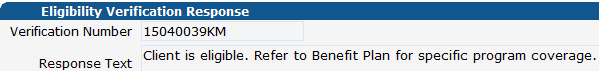 Eligibility Verification Response
Verification Number 15040039KM
Response Text Client is eligible. Refer to Benefit Plan for specific program coverage.